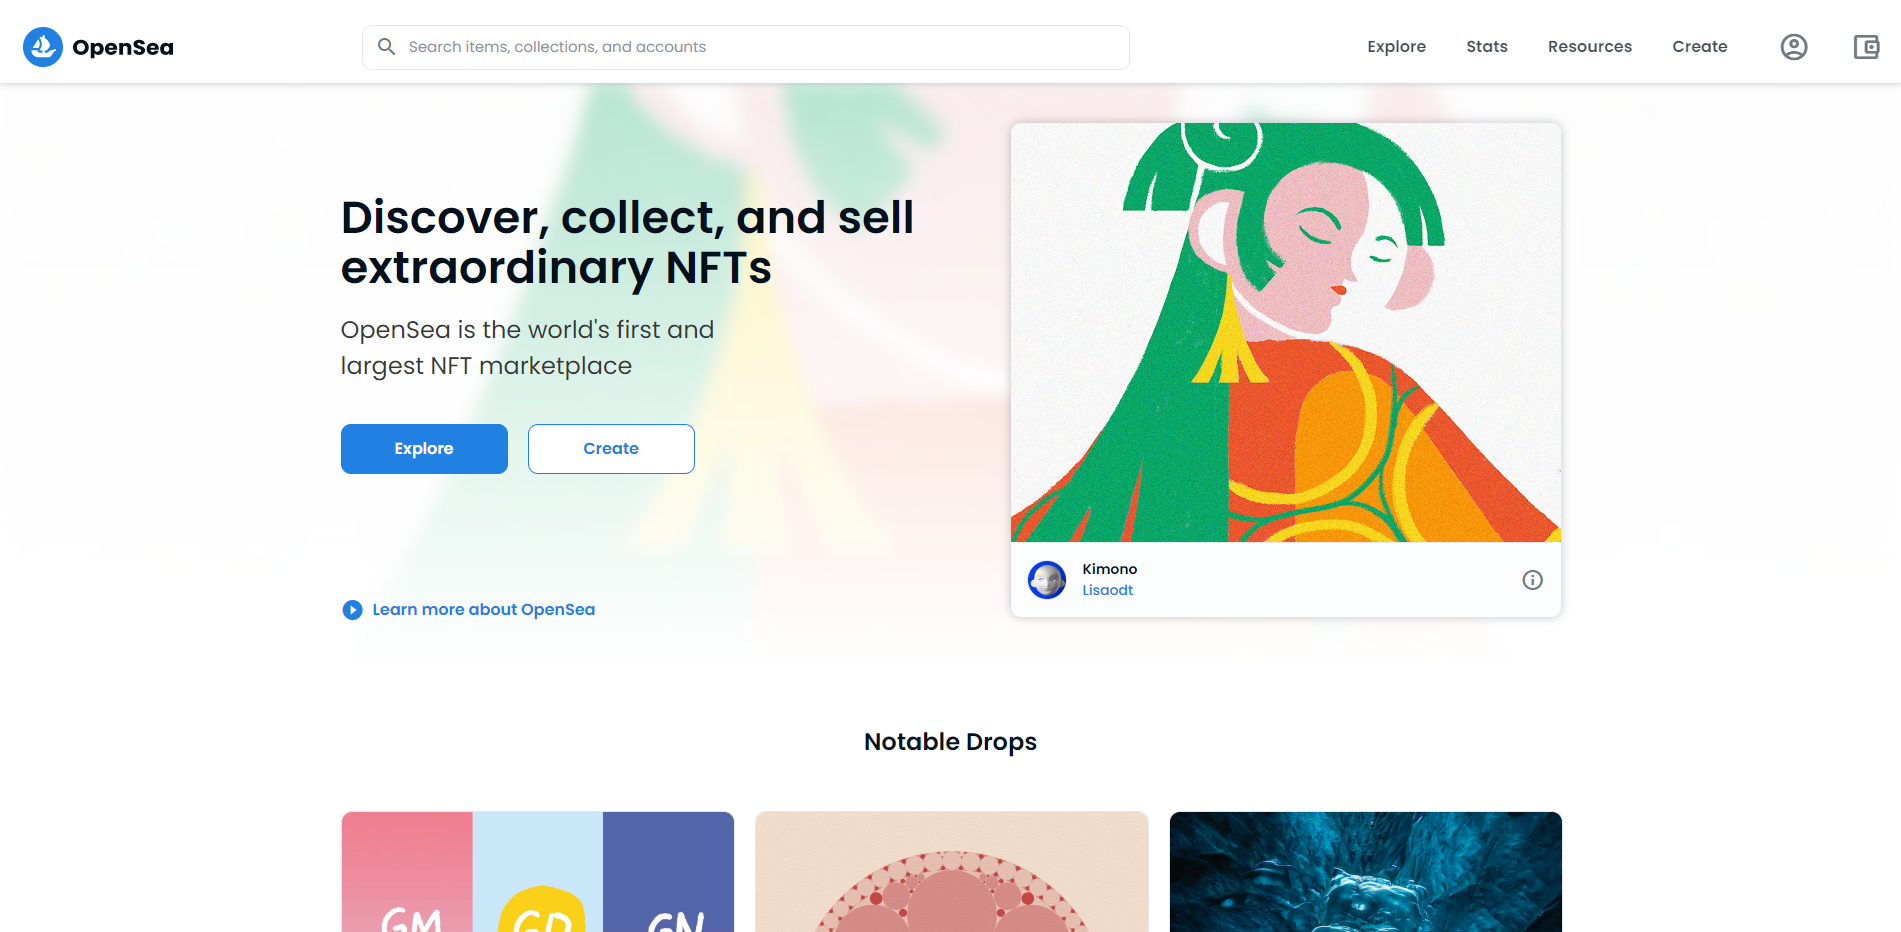 OpenSea
Search items, collections, and accounts
Explore
Stats
Resources
Create
Discover, collect, and sell
extraordinary NFTs
OpenSea is the world's first and
largest NFT marketplace
Explore
Create
Learn more about OpenSea
Kimono
Lisaodt
Notable Drops
GM
GD
GN